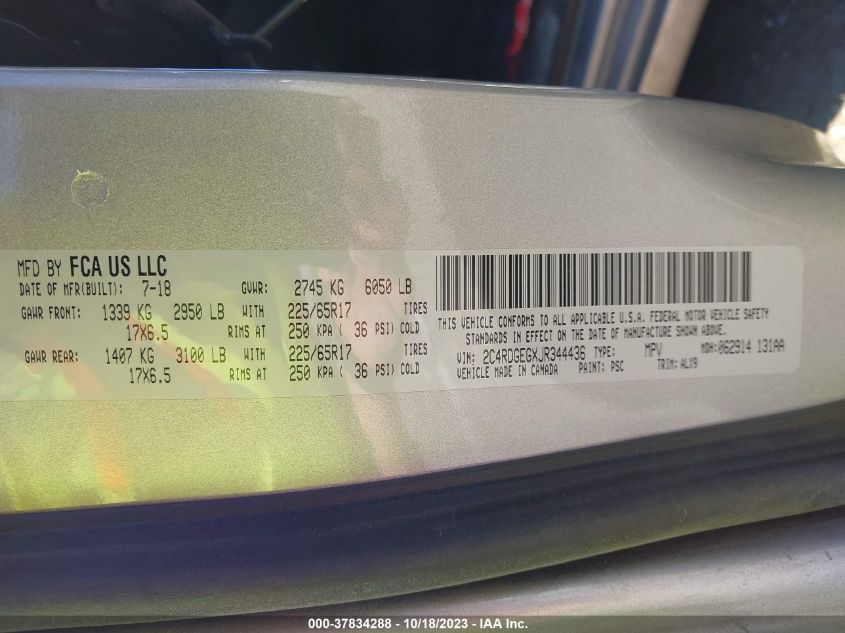 MFD BY FCA US LLC
DATE OF MFR(BUILT): 7-18 GVWR: 2745 KG 6050 LB
GAWR FRONT: 1339 KG 2950 LB WITH 225/65R17 TIRES
17X6.5 RIMS AT 250 KPA ( 36 PSI) COLD
GAWR REAR: 1407 KG 3100 LB WITH 225/65R17 TIRES
17X6.5 RIMS AT 250 KPA ( 36 PSI) COLD
THIS VEHICLE CONFORMS TO ALL APPLICABLE U.S.A. FEDERAL MOTOR VEHICLE SAFETY
STANDARDS IN EFFECT ON THE DATE OF MANUFACTURE SHOWN ABOVE.
VIN: 2C4RDGEGXJR344436 TYPE: MPV MDH: 062914 131AA
VEHICLE MADE IN CANADA PAINT: PSC TRIM: ALX9
000-37834288 - 10/18/2023 - IAA Inc.